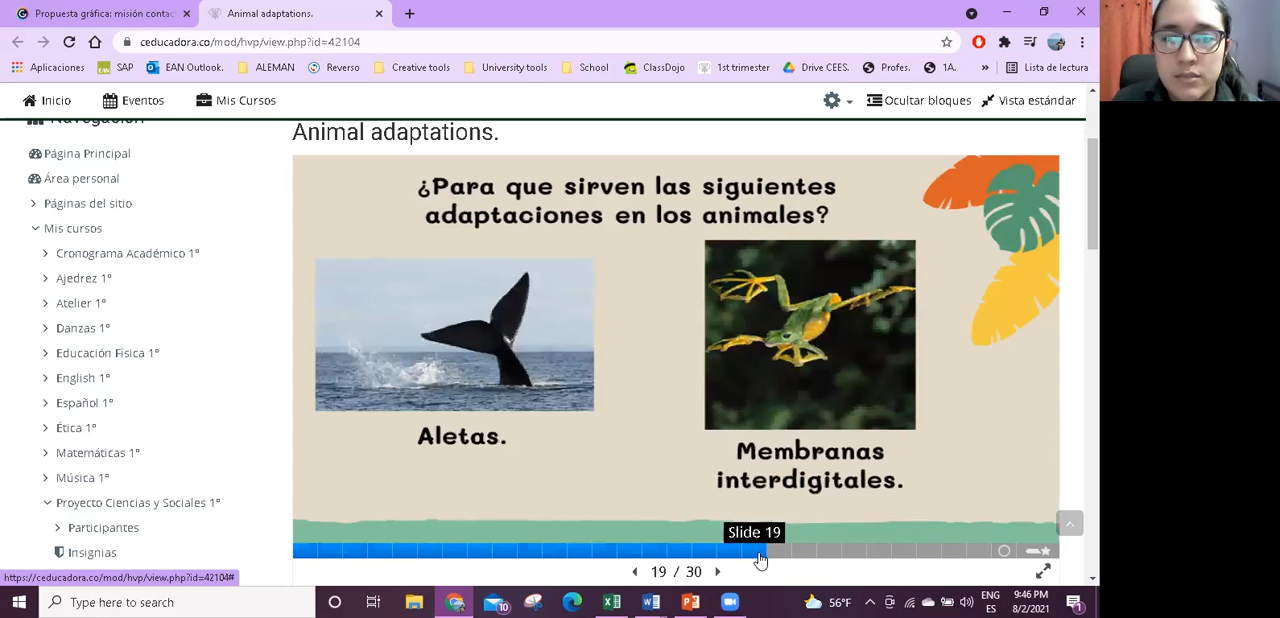 Propuesta gráfica: misión contac
Animal adaptations.
ceducadora.co/mod/hvp/view.php?id=42104
Aplicaciones
SAP
EAN Outlook.
ALEMAN
Reverso
Creative tools
University tools
School
ClassDojo
1st trimester
Drive CEES.
Profes.
1A.
»
Lista de lectura
Inicio
Eventos
Mis Cursos
Ocultar bloques
Vista estándar
Animal adaptations.
Página Principal
Área personal
Páginas del sitio
Mis cursos
Cronograma Académico 1°
Ajedrez 1°
Atelier 1°
Danzas 1°
Educación Física 1°
English 1°
Español 1°
Ética 1°
Matemáticas 1°
Música 1°
Proyecto Ciencias y Sociales 1°
Participantes
Insignias
¿Para que sirven las siguientes
adaptaciones en los animales?
Aletas.
Membranas
interdigitales.
Slide 19
19 / 30
https://ceducadora.co/mod/hvp/view.php?id=42104#
Type here to search
10
56°F
ENG
ES
9:46 PM
8/2/2021
1